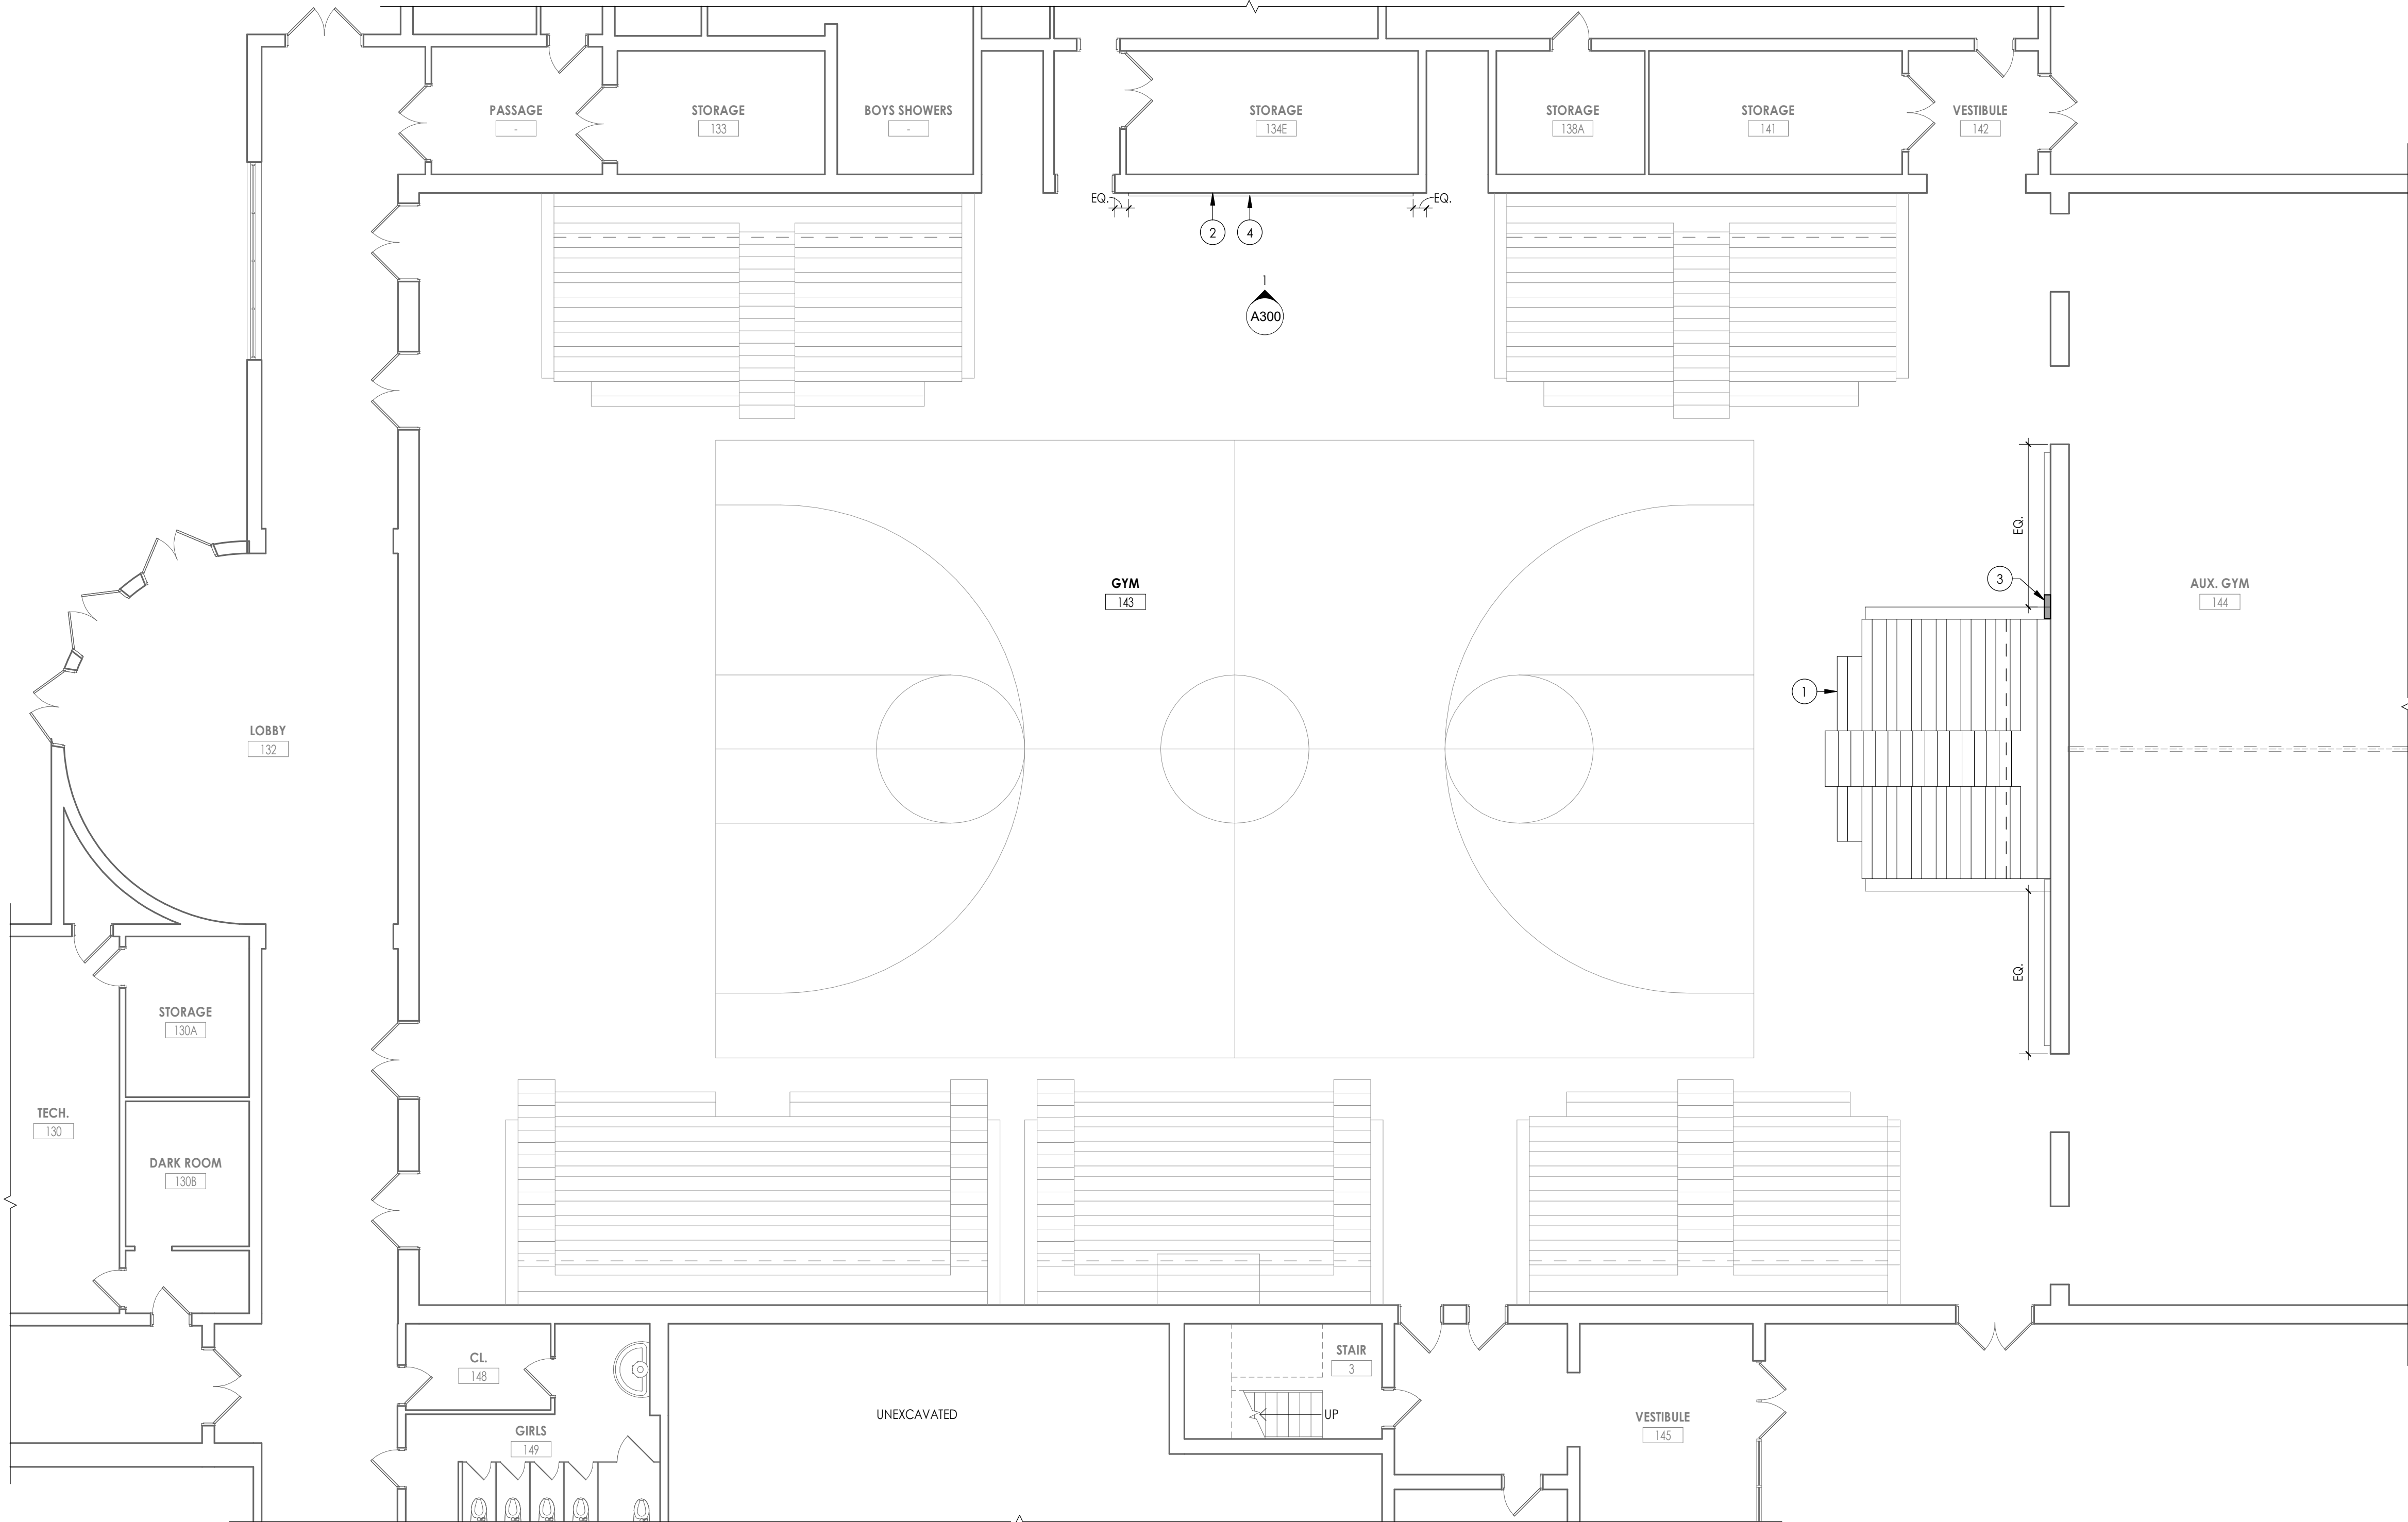 PASSAGE
-
STORAGE
133
BOYS SHOWERS
-
STORAGE
134E
STORAGE
138A
STORAGE
141
VESTIBULE
142
EQ.
EQ.
2
4
1
A300
GYM
143
EQ.
3
AUX. GYM
144
1
LOBBY
132
EQ.
STORAGE
130A
TECH.
130
DARK ROOM
130B
CL.
148
STAIR
3
UP
GIRLS
149
UNEXCAVATED
VESTIBULE
145